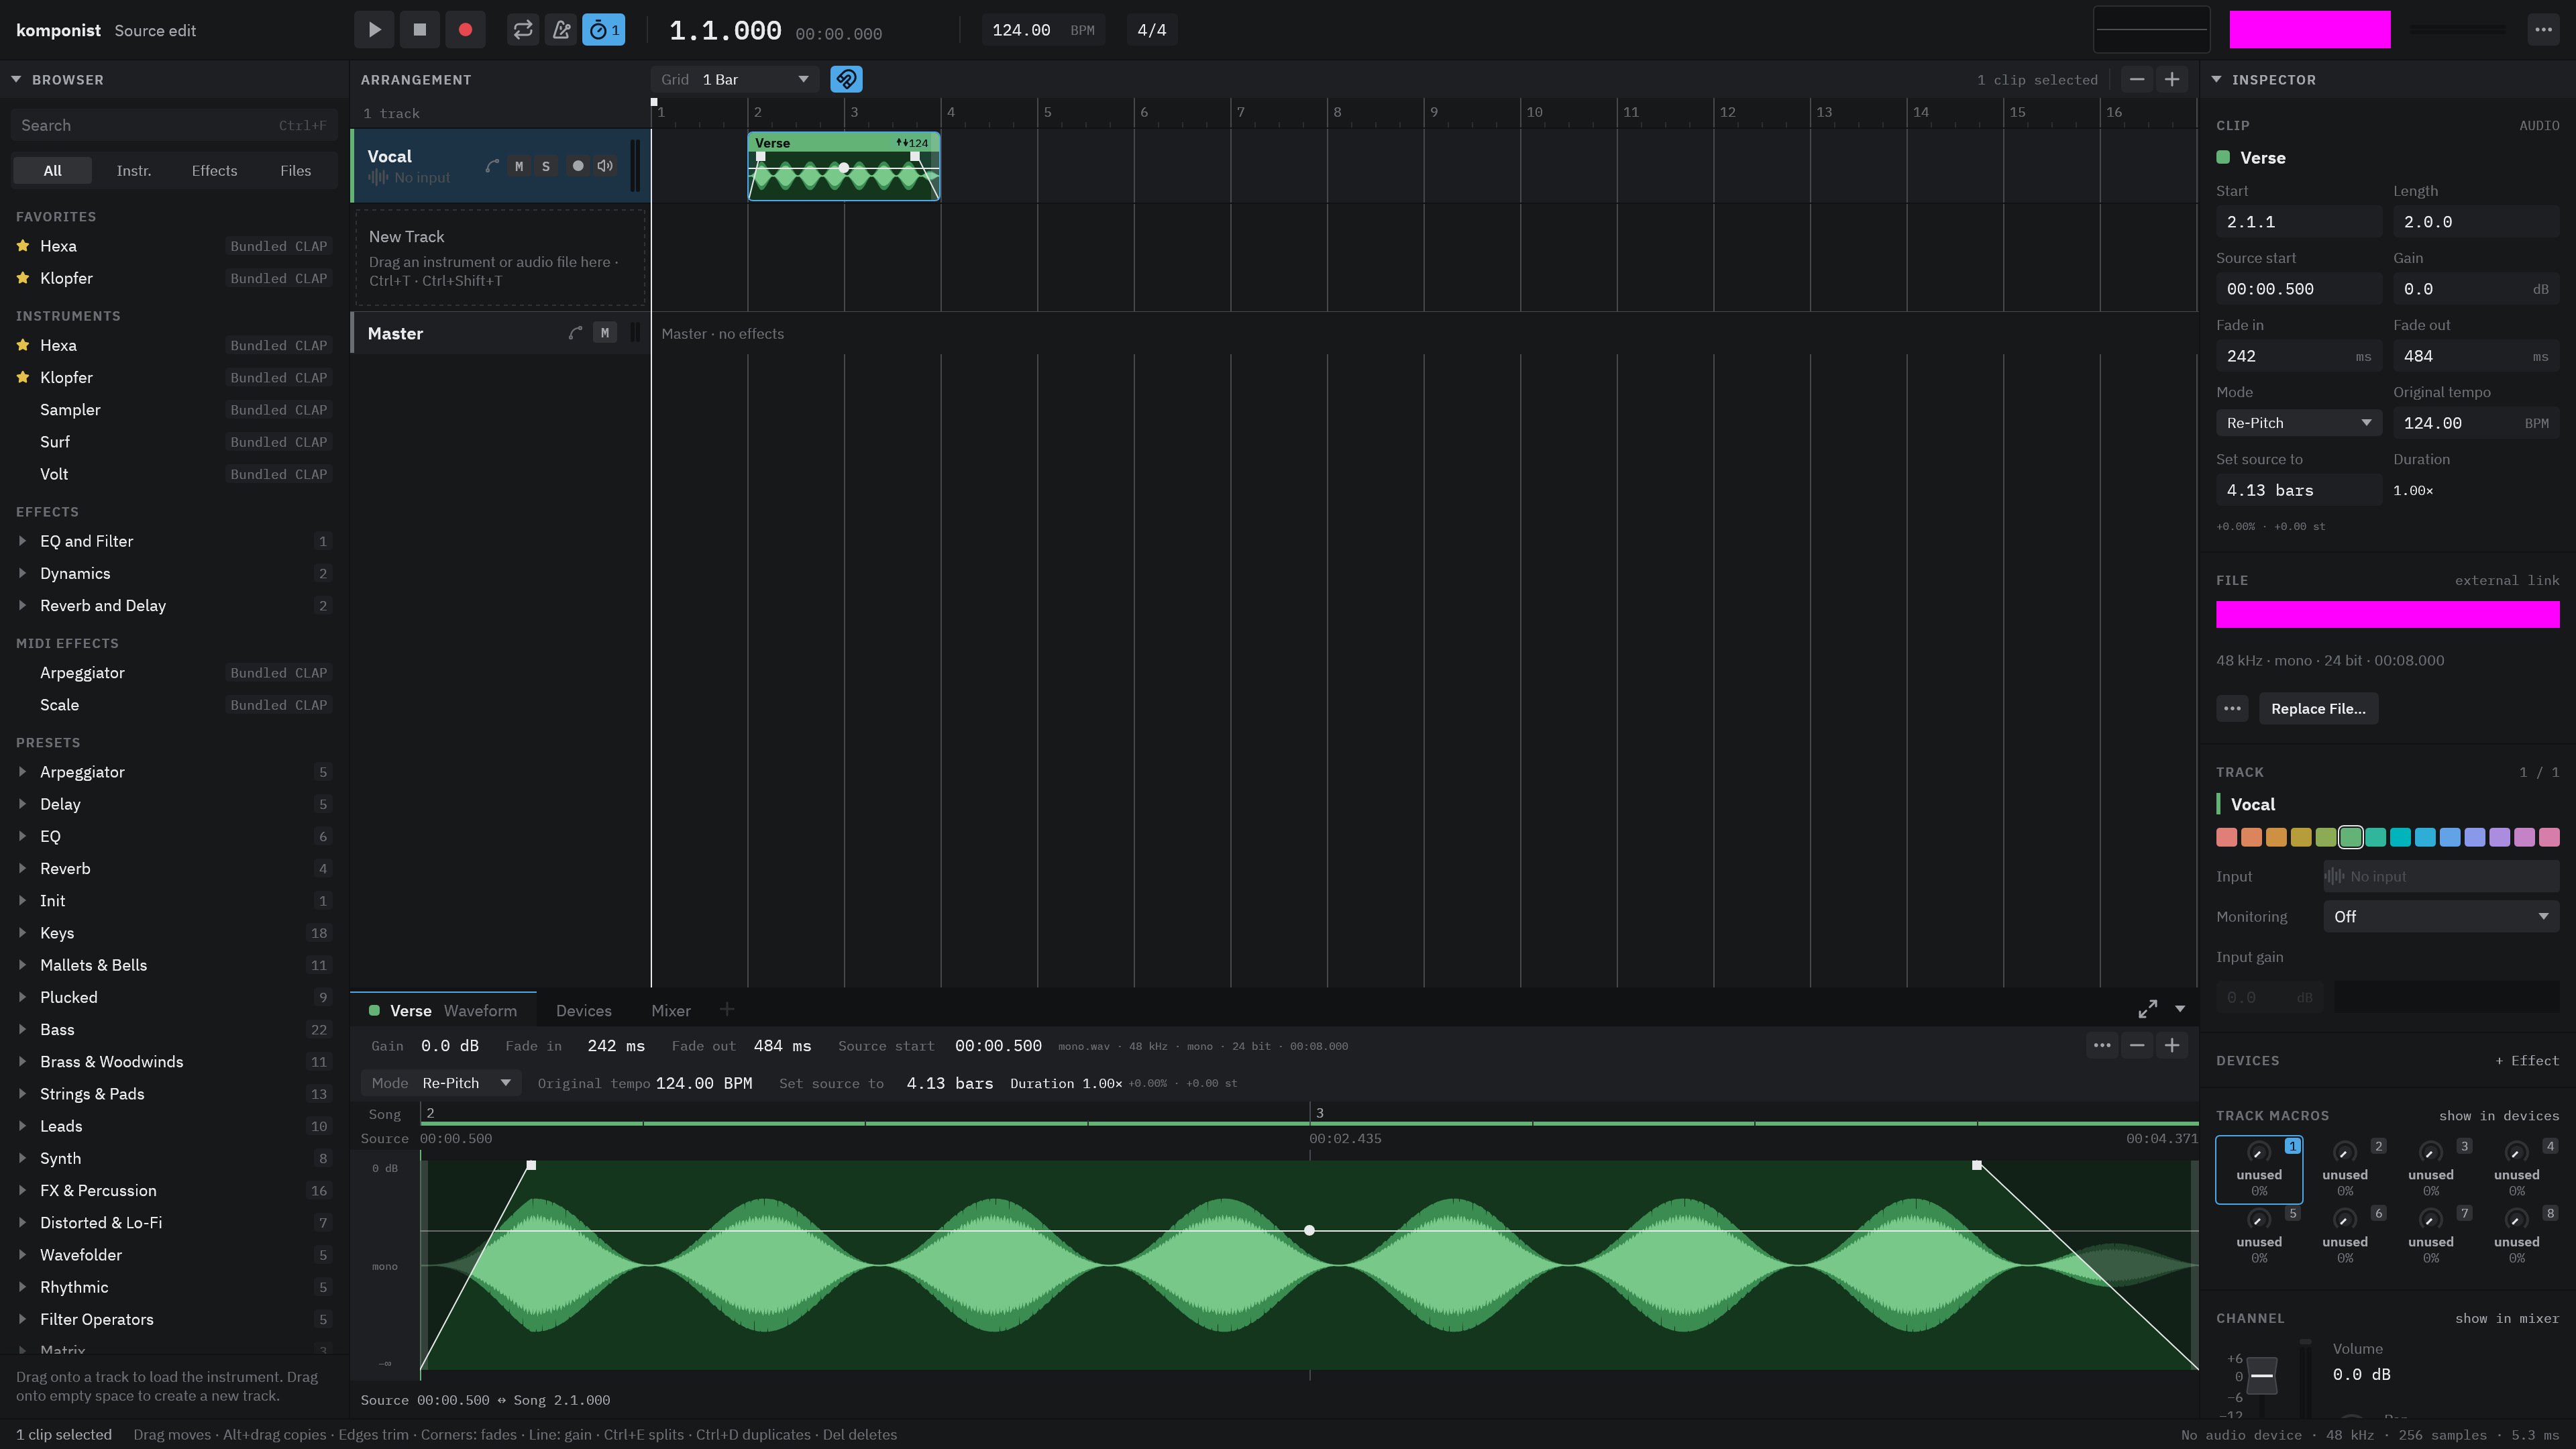 komponist Source edit
1
1.1.000 00:00.000
124.00 BPM
4/4
BROWSER
Search Ctrl+F
All Instr. Effects Files
FAVORITES
Hexa Bundled CLAP
Klopfer Bundled CLAP
INSTRUMENTS
Hexa Bundled CLAP
Klopfer Bundled CLAP
Sampler Bundled CLAP
Surf Bundled CLAP
Volt Bundled CLAP
EFFECTS
EQ and Filter 1
Dynamics 2
Reverb and Delay 2
MIDI EFFECTS
Arpeggiator Bundled CLAP
Scale Bundled CLAP
PRESETS
Arpeggiator 5
Delay 5
EQ 6
Reverb 4
Init 1
Keys 18
Mallets & Bells 11
Plucked 9
Bass 22
Brass & Woodwinds 11
Strings & Pads 13
Leads 10
Synth 8
FX & Percussion 16
Distorted & Lo-Fi 7
Wavefolder 5
Rhythmic 5
Filter Operators 5
Matrix 3
Drag onto a track to load the instrument. Drag
onto empty space to create a new track.
ARRANGEMENT
Grid 1 Bar
1 clip selected
1 track
1 2 3 4 5 6 7 8 9 10 11 12 13 14 15 16
Vocal
No input
M S
Verse 124
New Track
Drag an instrument or audio file here ·
Ctrl+T · Ctrl+Shift+T
Master M
Master · no effects
Verse Waveform Devices Mixer
Gain 0.0 dB Fade in 242 ms Fade out 484 ms Source start 00:00.500 mono.wav · 48 kHz · mono · 24 bit · 00:08.000
Mode Re-Pitch Original tempo 124.00 BPM Set source to 4.13 bars Duration 1.00× +0.00% · +0.00 st
Song 2 3
Source 00:00.500 00:02.435 00:04.371
0 dB
mono
−∞
Source 00:00.500 ↔ Song 2.1.000
INSPECTOR
CLIP AUDIO
Verse
Start Length
2.1.1 2.0.0
Source start Gain
00:00.500 0.0 dB
Fade in Fade out
242 ms 484 ms
Mode Original tempo
Re-Pitch 124.00 BPM
Set source to Duration
4.13 bars 1.00×
+0.00% · +0.00 st
FILE external link
48 kHz · mono · 24 bit · 00:08.000
Replace File...
TRACK 1 / 1
Vocal
Input No input
Monitoring Off
Input gain
0.0 dB
DEVICES + Effect
TRACK MACROS show in devices
1 2 3 4
unused unused unused unused
0% 0% 0% 0%
5 6 7 8
unused unused unused unused
0% 0% 0% 0%
CHANNEL show in mixer
Volume
0.0 dB
+6
0
−6
−12
1 clip selected Drag moves · Alt+drag copies · Edges trim · Corners: fades · Line: gain · Ctrl+E splits · Ctrl+D duplicates · Del deletes
No audio device · 48 kHz · 256 samples · 5.3 ms